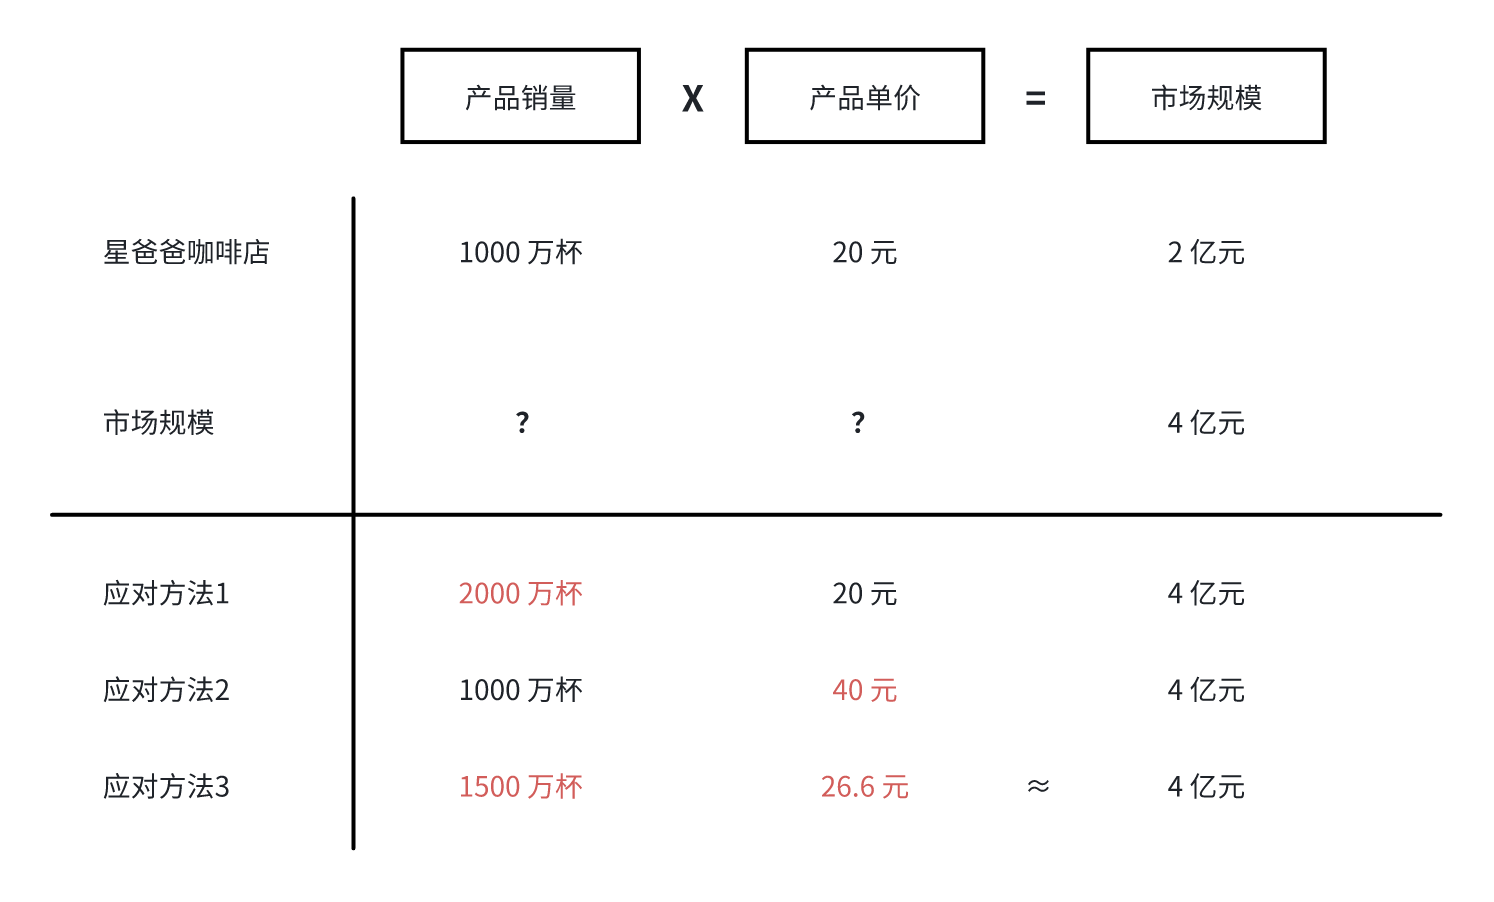 产品销量 X 产品单价 = 市场规模
星爸爸咖啡店 1000 万杯 20 元 2 亿元
市场规模 ? ? 4 亿元
应对方法1 2000 万杯 20 元 4 亿元
应对方法2 1000 万杯 40 元 4 亿元
应对方法3 1500 万杯 26.6 元 ≈ 4 亿元